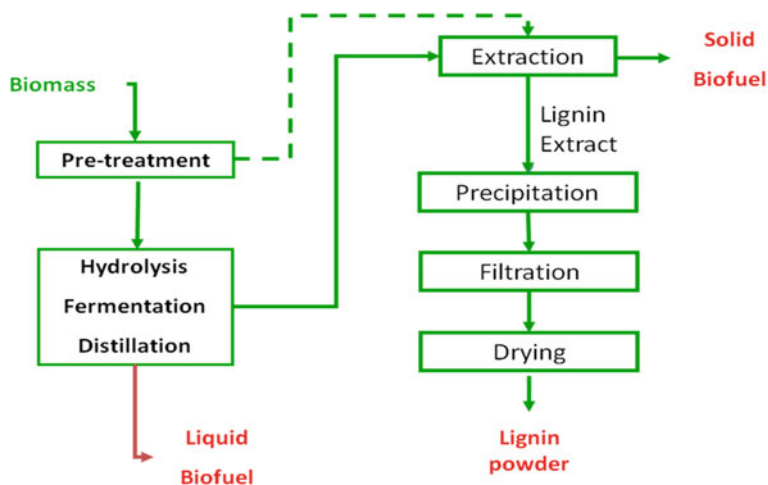 Biomass
Pre-treatment
Hydrolysis
Fermentation
Distillation
Liquid
Biofuel
Extraction
Solid
Biofuel
Lignin
Extract
Precipitation
Filtration
Drying
Lignin
powder